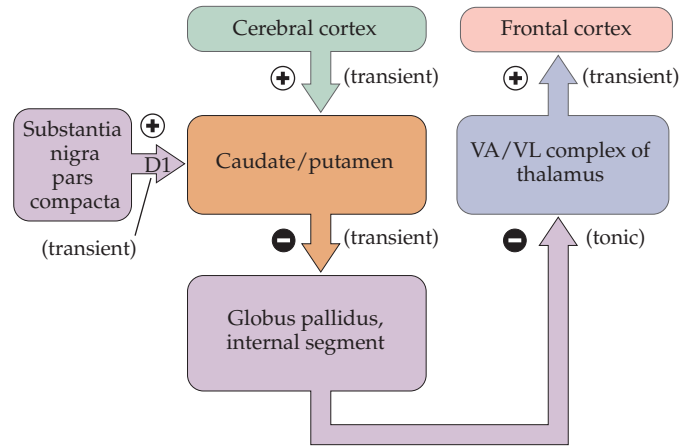 Cerebral cortex
Frontal cortex
+
(transient)
+
(transient)
Substantia
nigra
pars
compacta
+
D1
(transient)
Caudate/putamen
VA/VL complex of
thalamus
−
(transient)
−
(tonic)
Globus pallidus,
internal segment